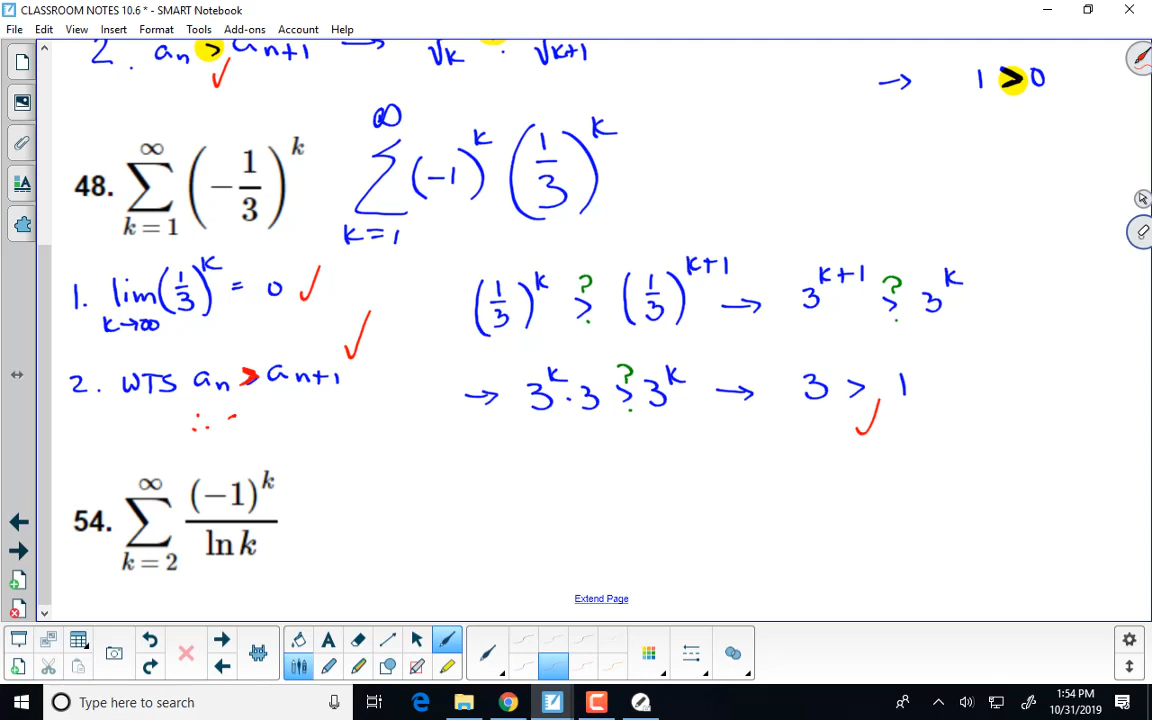 CLASSROOM NOTES 10.6 * - SMART Notebook
File Edit View Insert Format Tools Add-ons Account Help
2. aₙ > aₙ₊₁ → √k √k+1
→ 1 > 0
48. ∑_{k=1}^{∞} (−1/3)^k ∑_{k=1}^{∞} (−1)^k (1/3)^k
1. lim_{k→∞} (1/3)^k = 0 ✓ (1/3)^k >? (1/3)^{k+1} → 3^{k+1} >? 3^k
2. WTS aₙ > aₙ₊₁ ✓ → 3^k · 3 >? 3^k → 3 > 1 ✓
∴
54. ∑_{k=2}^{∞} (−1)^k / ln k
Extend Page
Type here to search
1:54 PM
10/31/2019